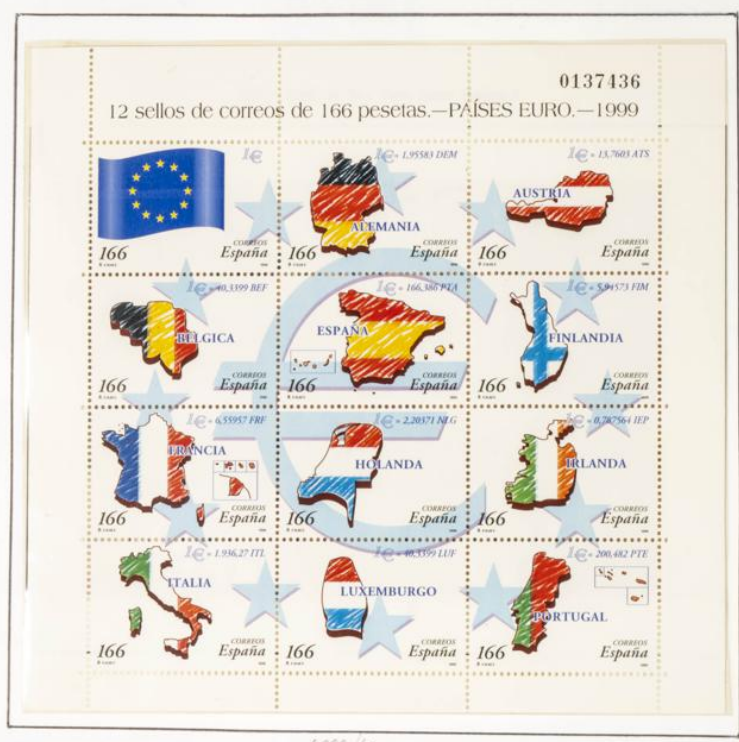 0137436
12 sellos de correos de 166 pesetas.—PAÍSES EURO.—1999
1€
166
CORREOS
España
1€ = 1,95583 DEM
ALEMANIA
166
CORREOS
España
1€ = 13,7603 ATS
AUSTRIA
166
CORREOS
España
1€ = 40,3399 BEF
BELGICA
166
CORREOS
España
1€ = 166,386 PTA
ESPAÑA
166
CORREOS
España
1€ = 5,94573 FIM
FINLANDIA
166
CORREOS
España
1€ = 6,55957 FRF
FRANCIA
166
CORREOS
España
1€ = 2,20371 NLG
HOLANDA
166
CORREOS
España
1€ = 0,787564 IEP
IRLANDA
166
CORREOS
España
1€ = 1.936,27 ITL
ITALIA
166
CORREOS
España
1€ = 40,3399 LUF
LUXEMBURGO
166
CORREOS
España
1€ = 200,482 PTE
PORTUGAL
166
CORREOS
España